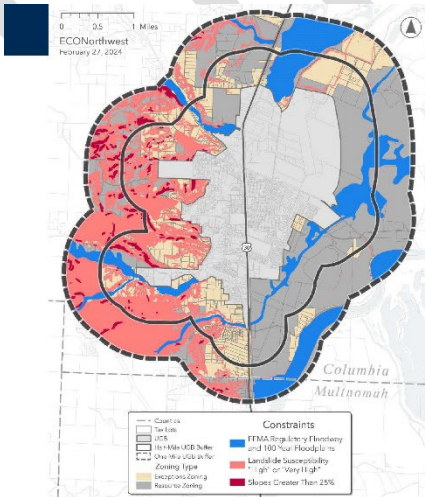 0 0.5 1 Miles
ECONorthwest
February 27, 2024
30
Columbia
Multnomah
Counties
Tax Lots
UGB
Half-Mile UGB Buffer
One-Mile UGB Buffer
Zoning Type
Exceptions Zoning
Resource Zoning
Constraints
FEMA Regulatory Floodway
and 100 Year Floodplains
Landslide Susceptibility
"High" or "Very High"
Slopes Greater Than 25%